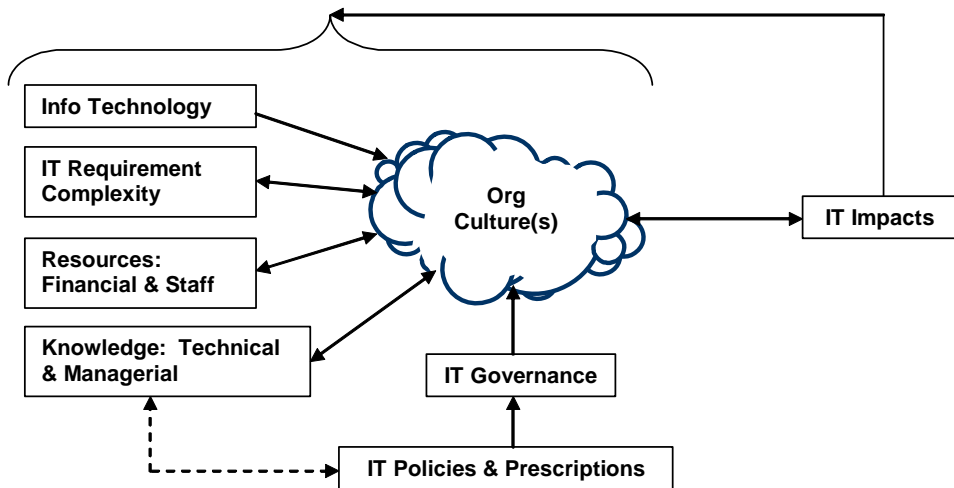 Info Technology
IT Requirement
Complexity
Resources:
Financial & Staff
Knowledge: Technical
& Managerial
Org
Culture(s)
IT Impacts
IT Governance
IT Policies & Prescriptions